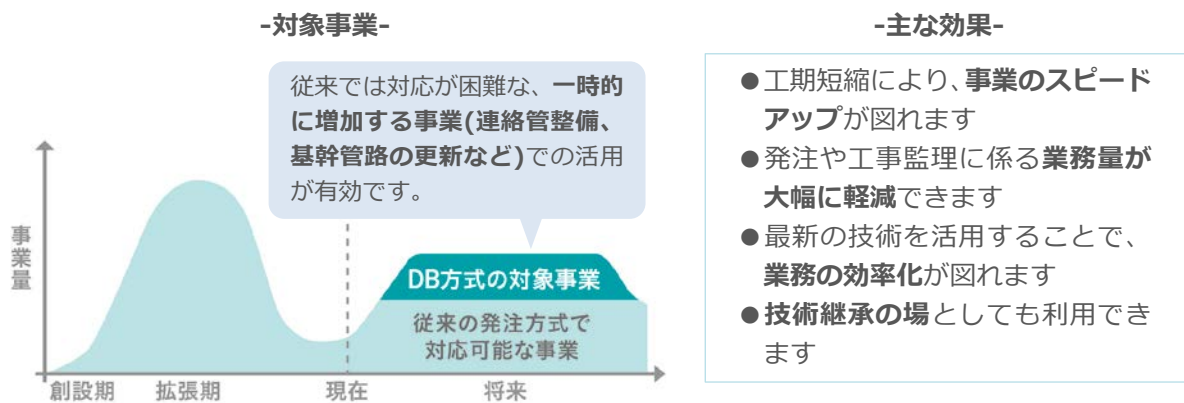 -対象事業-
従来では対応が困難な、一時的
に増加する事業(連絡管整備、
基幹管路の更新など)での活用
が有効です。
事業量
DB方式の対象事業
従来の発注方式で
対応可能な事業
創設期
拡張期
現在
将来
-主な効果-
●工期短縮により、事業のスピード
アップが図れます
●発注や工事監理に係る業務量が
大幅に軽減できます
●最新の技術を活用することで、
業務の効率化が図れます
●技術継承の場としても利用でき
ます